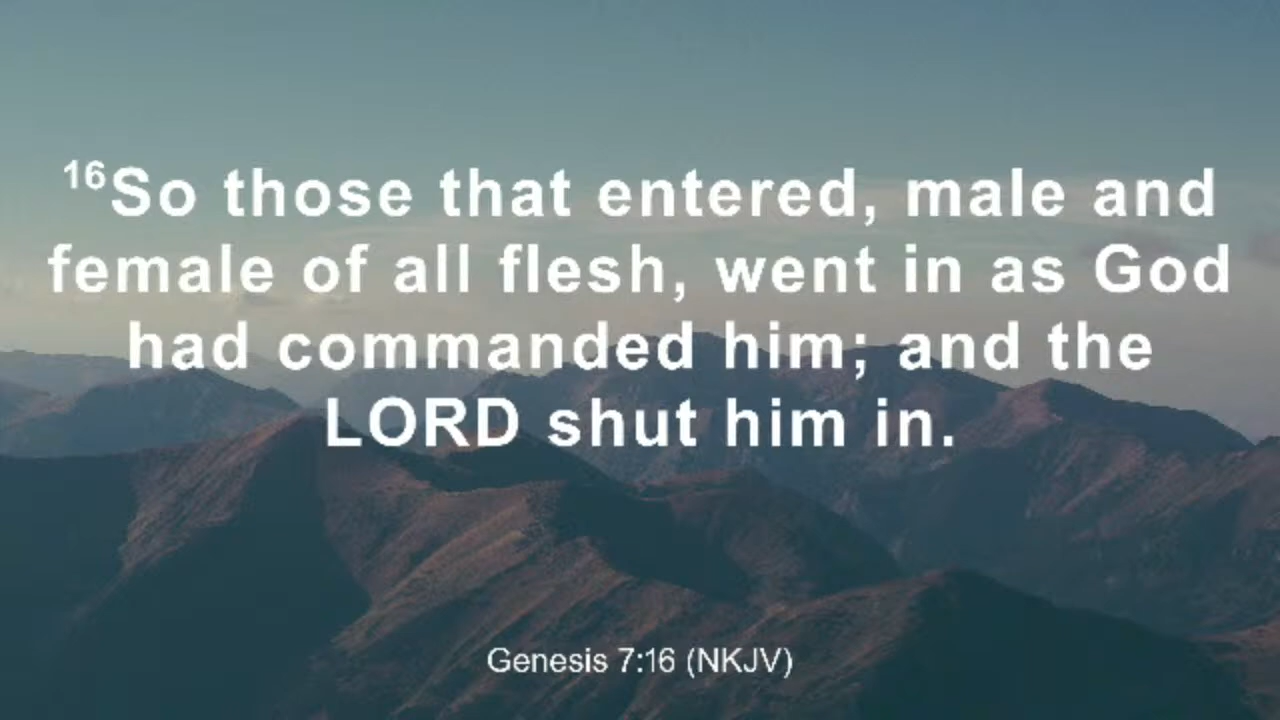 ¹⁶So those that entered, male and
female of all flesh, went in as God
had commanded him; and the
LORD shut him in.
Genesis 7:16 (NKJV)